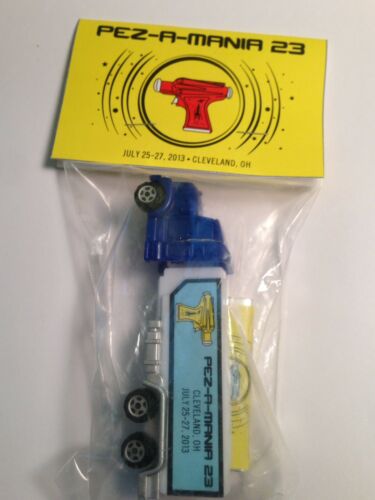 PEZ-A-MANIA 23
JULY 25-27, 2013 • CLEVELAND, OH
PEZ-A-MANIA 23
CLEVELAND, OH
JULY 25-27, 2013